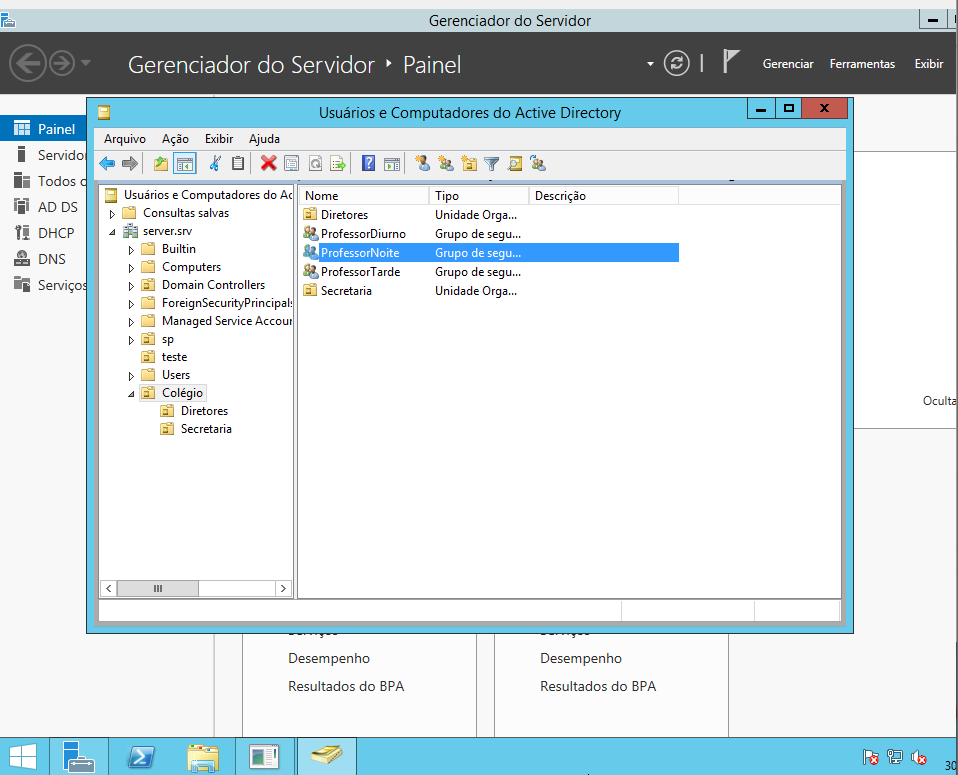 Gerenciador do Servidor
Gerenciador do Servidor ‣ Painel
Gerenciar Ferramentas Exibir
Painel
Servidor
Todos o
AD DS
DHCP
DNS
Serviços
Oculta
Usuários e Computadores do Active Directory
Arquivo Ação Exibir Ajuda
Usuários e Computadores do Ac
Consultas salvas
server.srv
Builtin
Computers
Domain Controllers
ForeignSecurityPrincipals
Managed Service Accour
sp
teste
Users
Colégio
Diretores
Secretaria
Nome Tipo Descrição
Diretores Unidade Orga...
ProfessorDiurno Grupo de segu...
ProfessorNoite Grupo de segu...
ProfessorTarde Grupo de segu...
Secretaria Unidade Orga...
Serviços Serviços
Desempenho Desempenho
Resultados do BPA Resultados do BPA
30